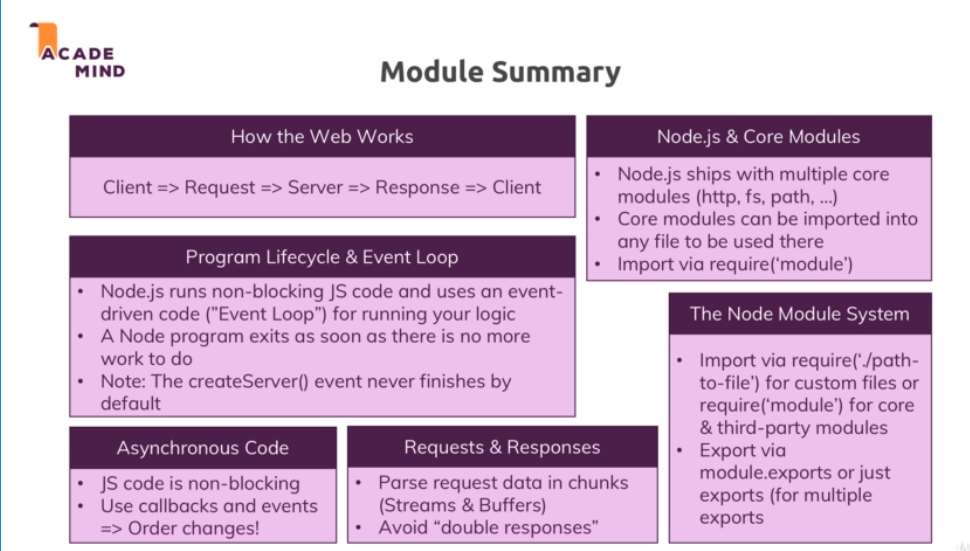 ACADE
MIND
Module Summary
How the Web Works
Client => Request => Server => Response => Client
Node.js & Core Modules
• Node.js ships with multiple core
modules (http, fs, path, ...)
• Core modules can be imported into
any file to be used there
• Import via require(‘module’)
Program Lifecycle & Event Loop
• Node.js runs non-blocking JS code and uses an event-
driven code (”Event Loop”) for running your logic
• A Node program exits as soon as there is no more
work to do
• Note: The createServer() event never finishes by
default
The Node Module System
• Import via require(‘./path-
to-file’) for custom files or
require(‘module’) for core
& third-party modules
• Export via
module.exports or just
exports (for multiple
exports
Asynchronous Code
• JS code is non-blocking
• Use callbacks and events
=> Order changes!
Requests & Responses
• Parse request data in chunks
(Streams & Buffers)
• Avoid “double responses”